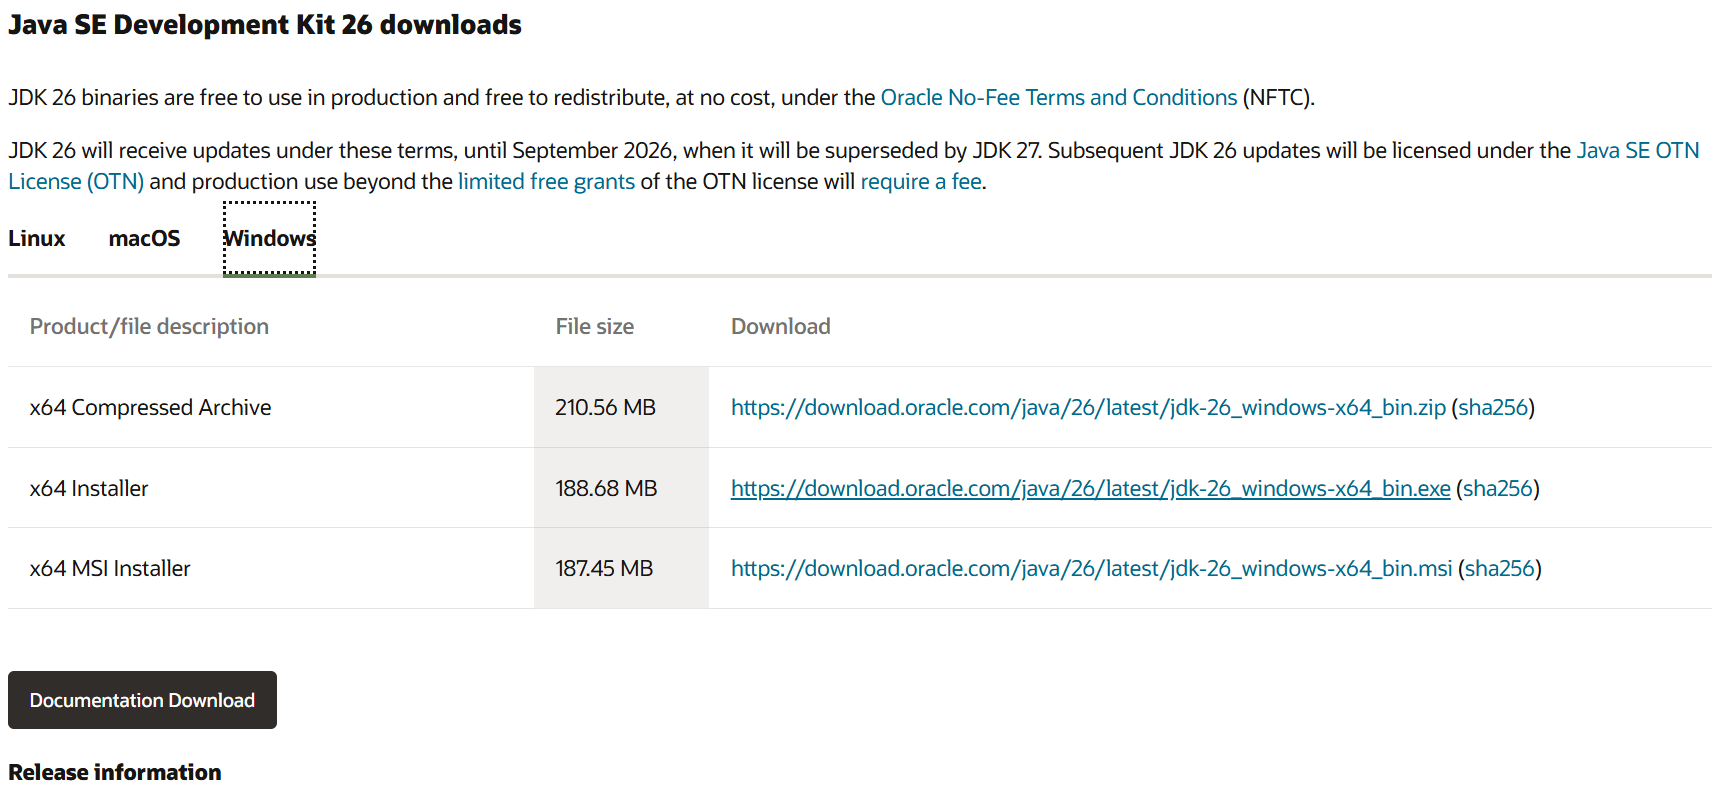 Java SE Development Kit 26 downloads
JDK 26 binaries are free to use in production and free to redistribute, at no cost, under the Oracle No-Fee Terms and Conditions (NFTC).
JDK 26 will receive updates under these terms, until September 2026, when it will be superseded by JDK 27. Subsequent JDK 26 updates will be licensed under the Java SE OTN
License (OTN) and production use beyond the limited free grants of the OTN license will require a fee.
Linux macOS Windows
Product/file description File size Download
x64 Compressed Archive 210.56 MB https://download.oracle.com/java/26/latest/jdk-26_windows-x64_bin.zip (sha256)
x64 Installer 188.68 MB https://download.oracle.com/java/26/latest/jdk-26_windows-x64_bin.exe (sha256)
x64 MSI Installer 187.45 MB https://download.oracle.com/java/26/latest/jdk-26_windows-x64_bin.msi (sha256)
Documentation Download
Release information